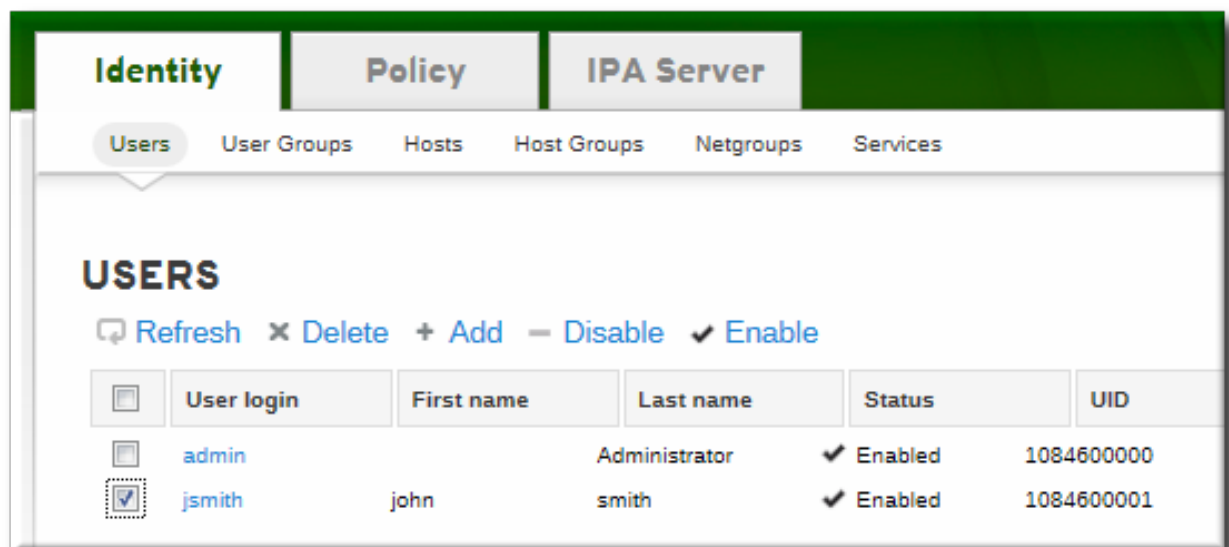 Identity Policy IPA Server
Users User Groups Hosts Host Groups Netgroups Services
USERS
Refresh Delete Add Disable Enable
User login First name Last name Status UID
admin Administrator Enabled 1084600000
jsmith john smith Enabled 1084600001